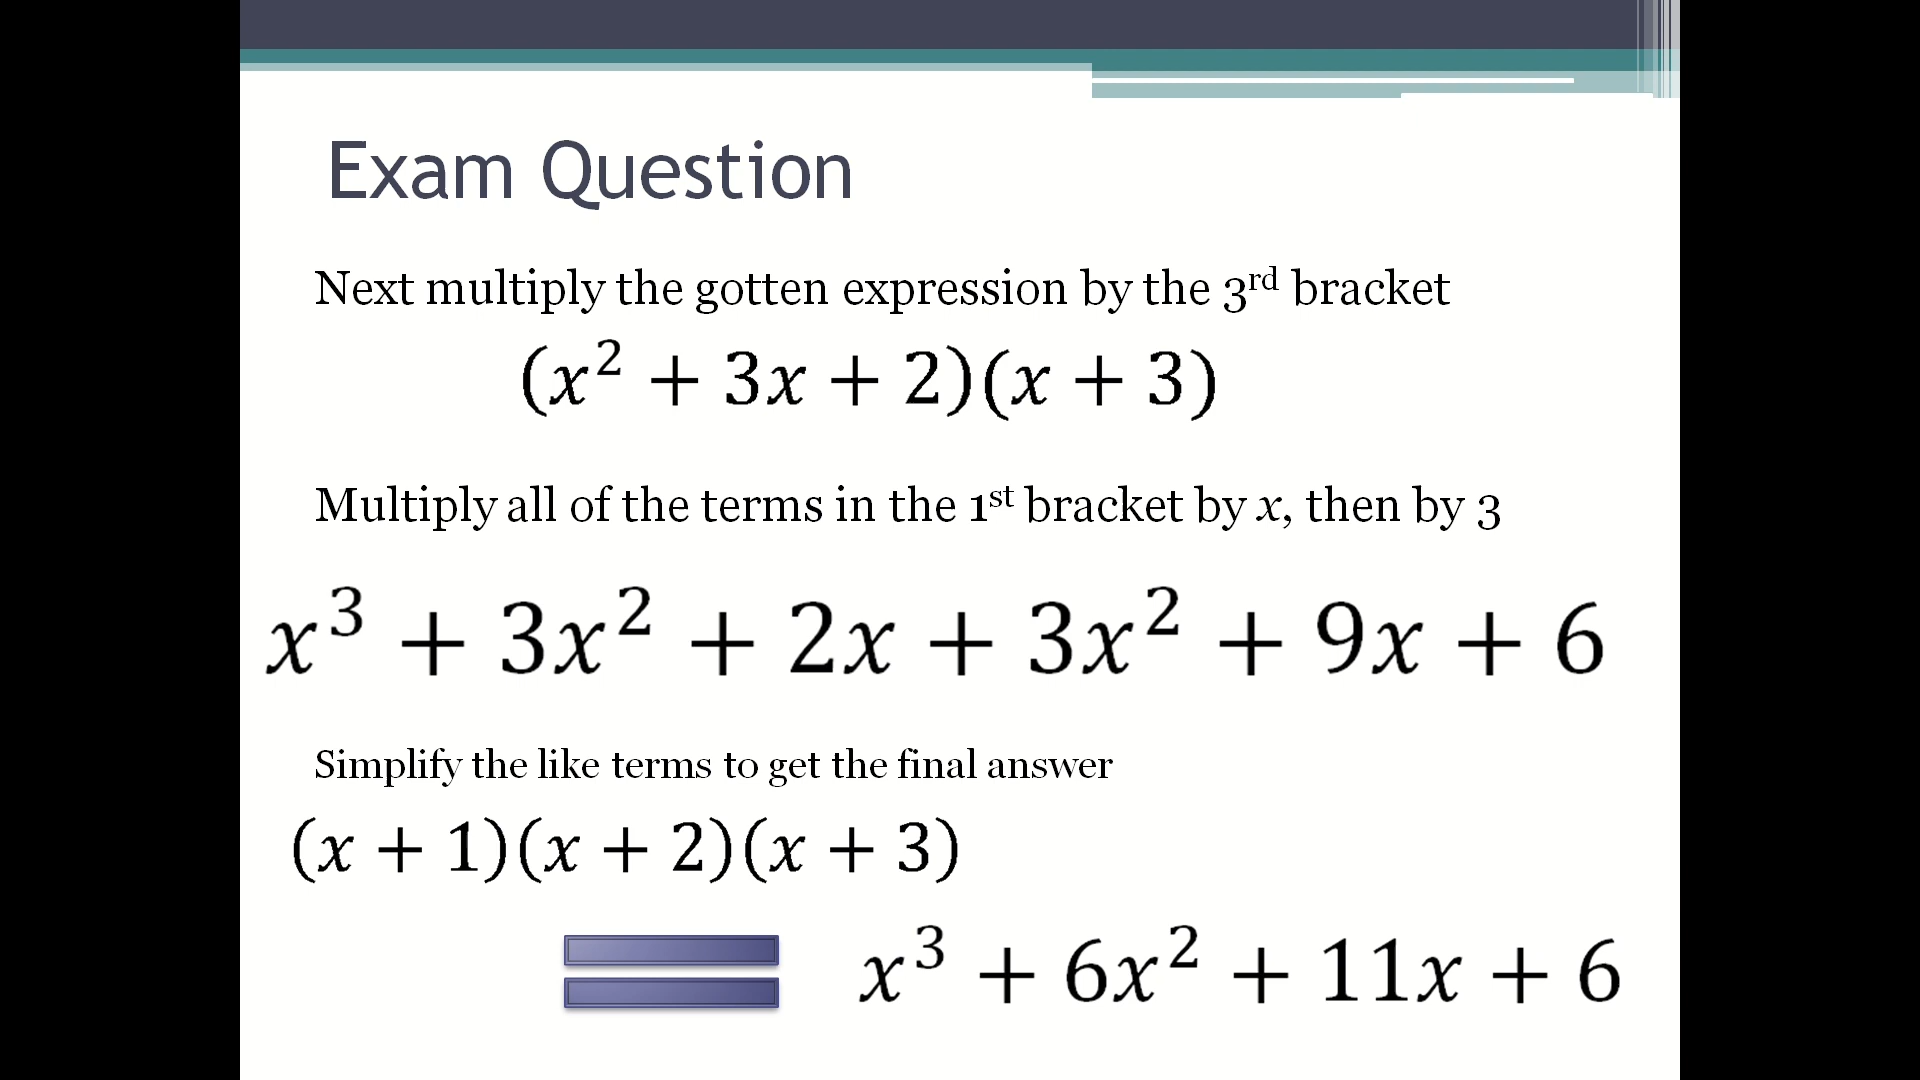 Exam Question
Next multiply the gotten expression by the 3rd bracket
(x² + 3x + 2)(x + 3)
Multiply all of the terms in the 1st bracket by x, then by 3
x³ + 3x² + 2x + 3x² + 9x + 6
Simplify the like terms to get the final answer
(x + 1)(x + 2)(x + 3)
= x³ + 6x² + 11x + 6